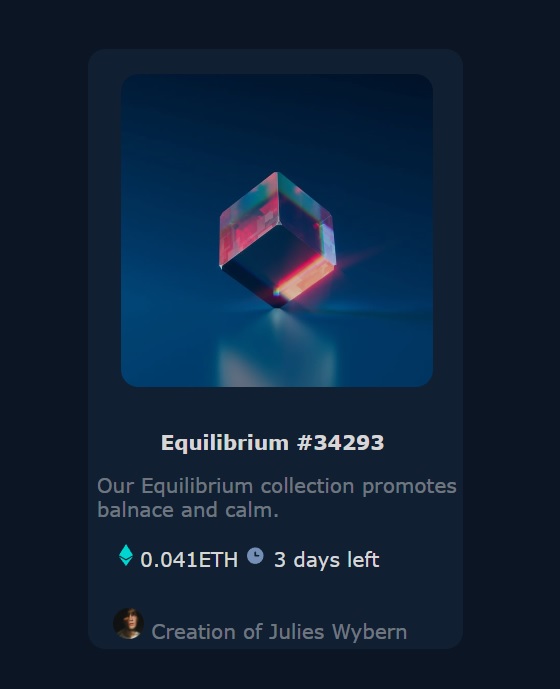 Equilibrium #34293
Our Equilibrium collection promotes
balnace and calm.
0.041ETH 3 days left
Creation of Julies Wybern